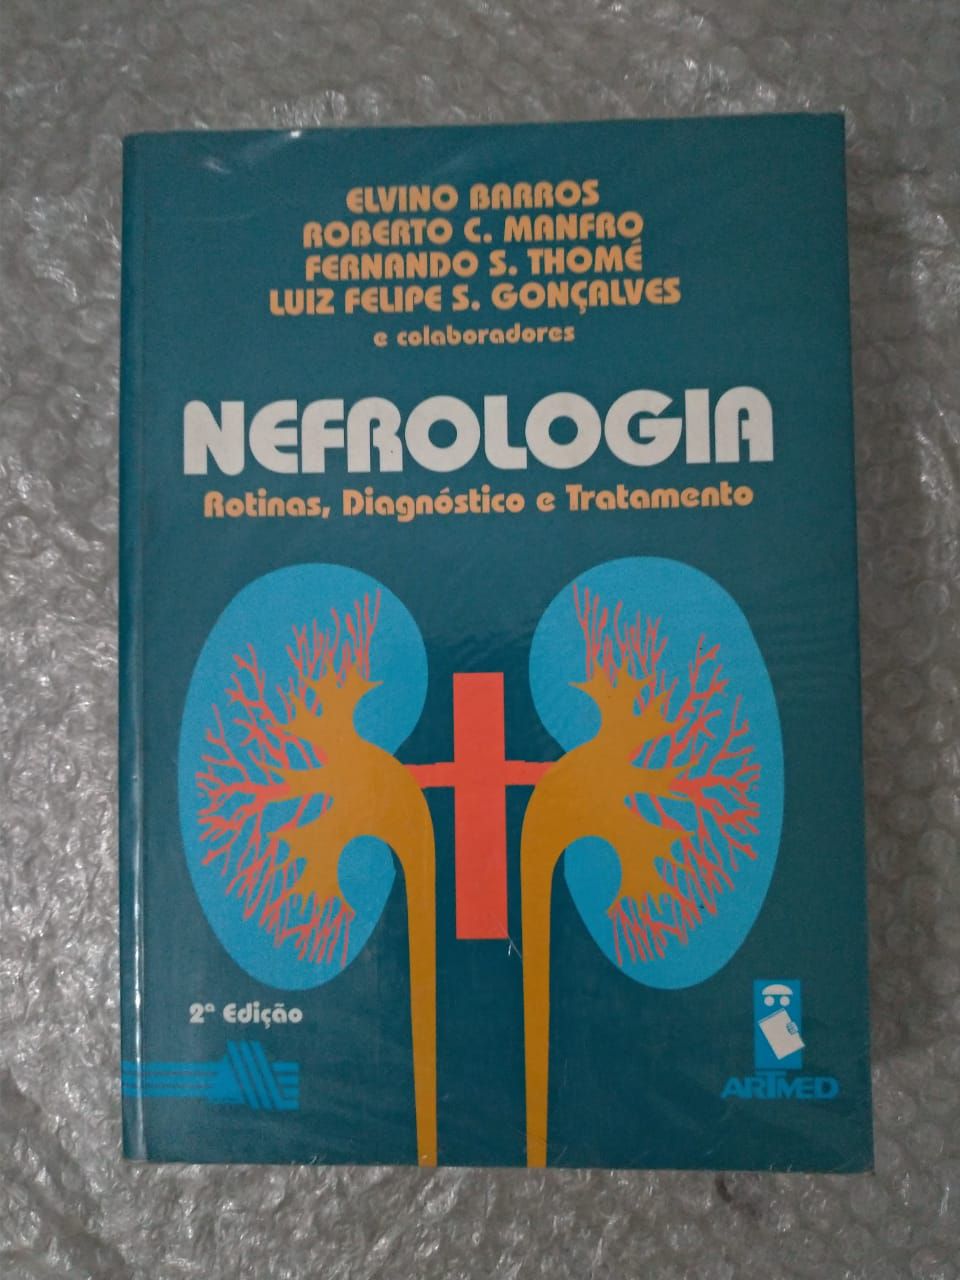 ELVINO BARROS
ROBERTO C. MANFRO
FERNANDO S. THOMÉ
LUIZ FELIPE S. GONÇALVES
e colaboradores
NEFROLOGIA
Rotinas, Diagnóstico e Tratamento
2ª Edição
ARTMED